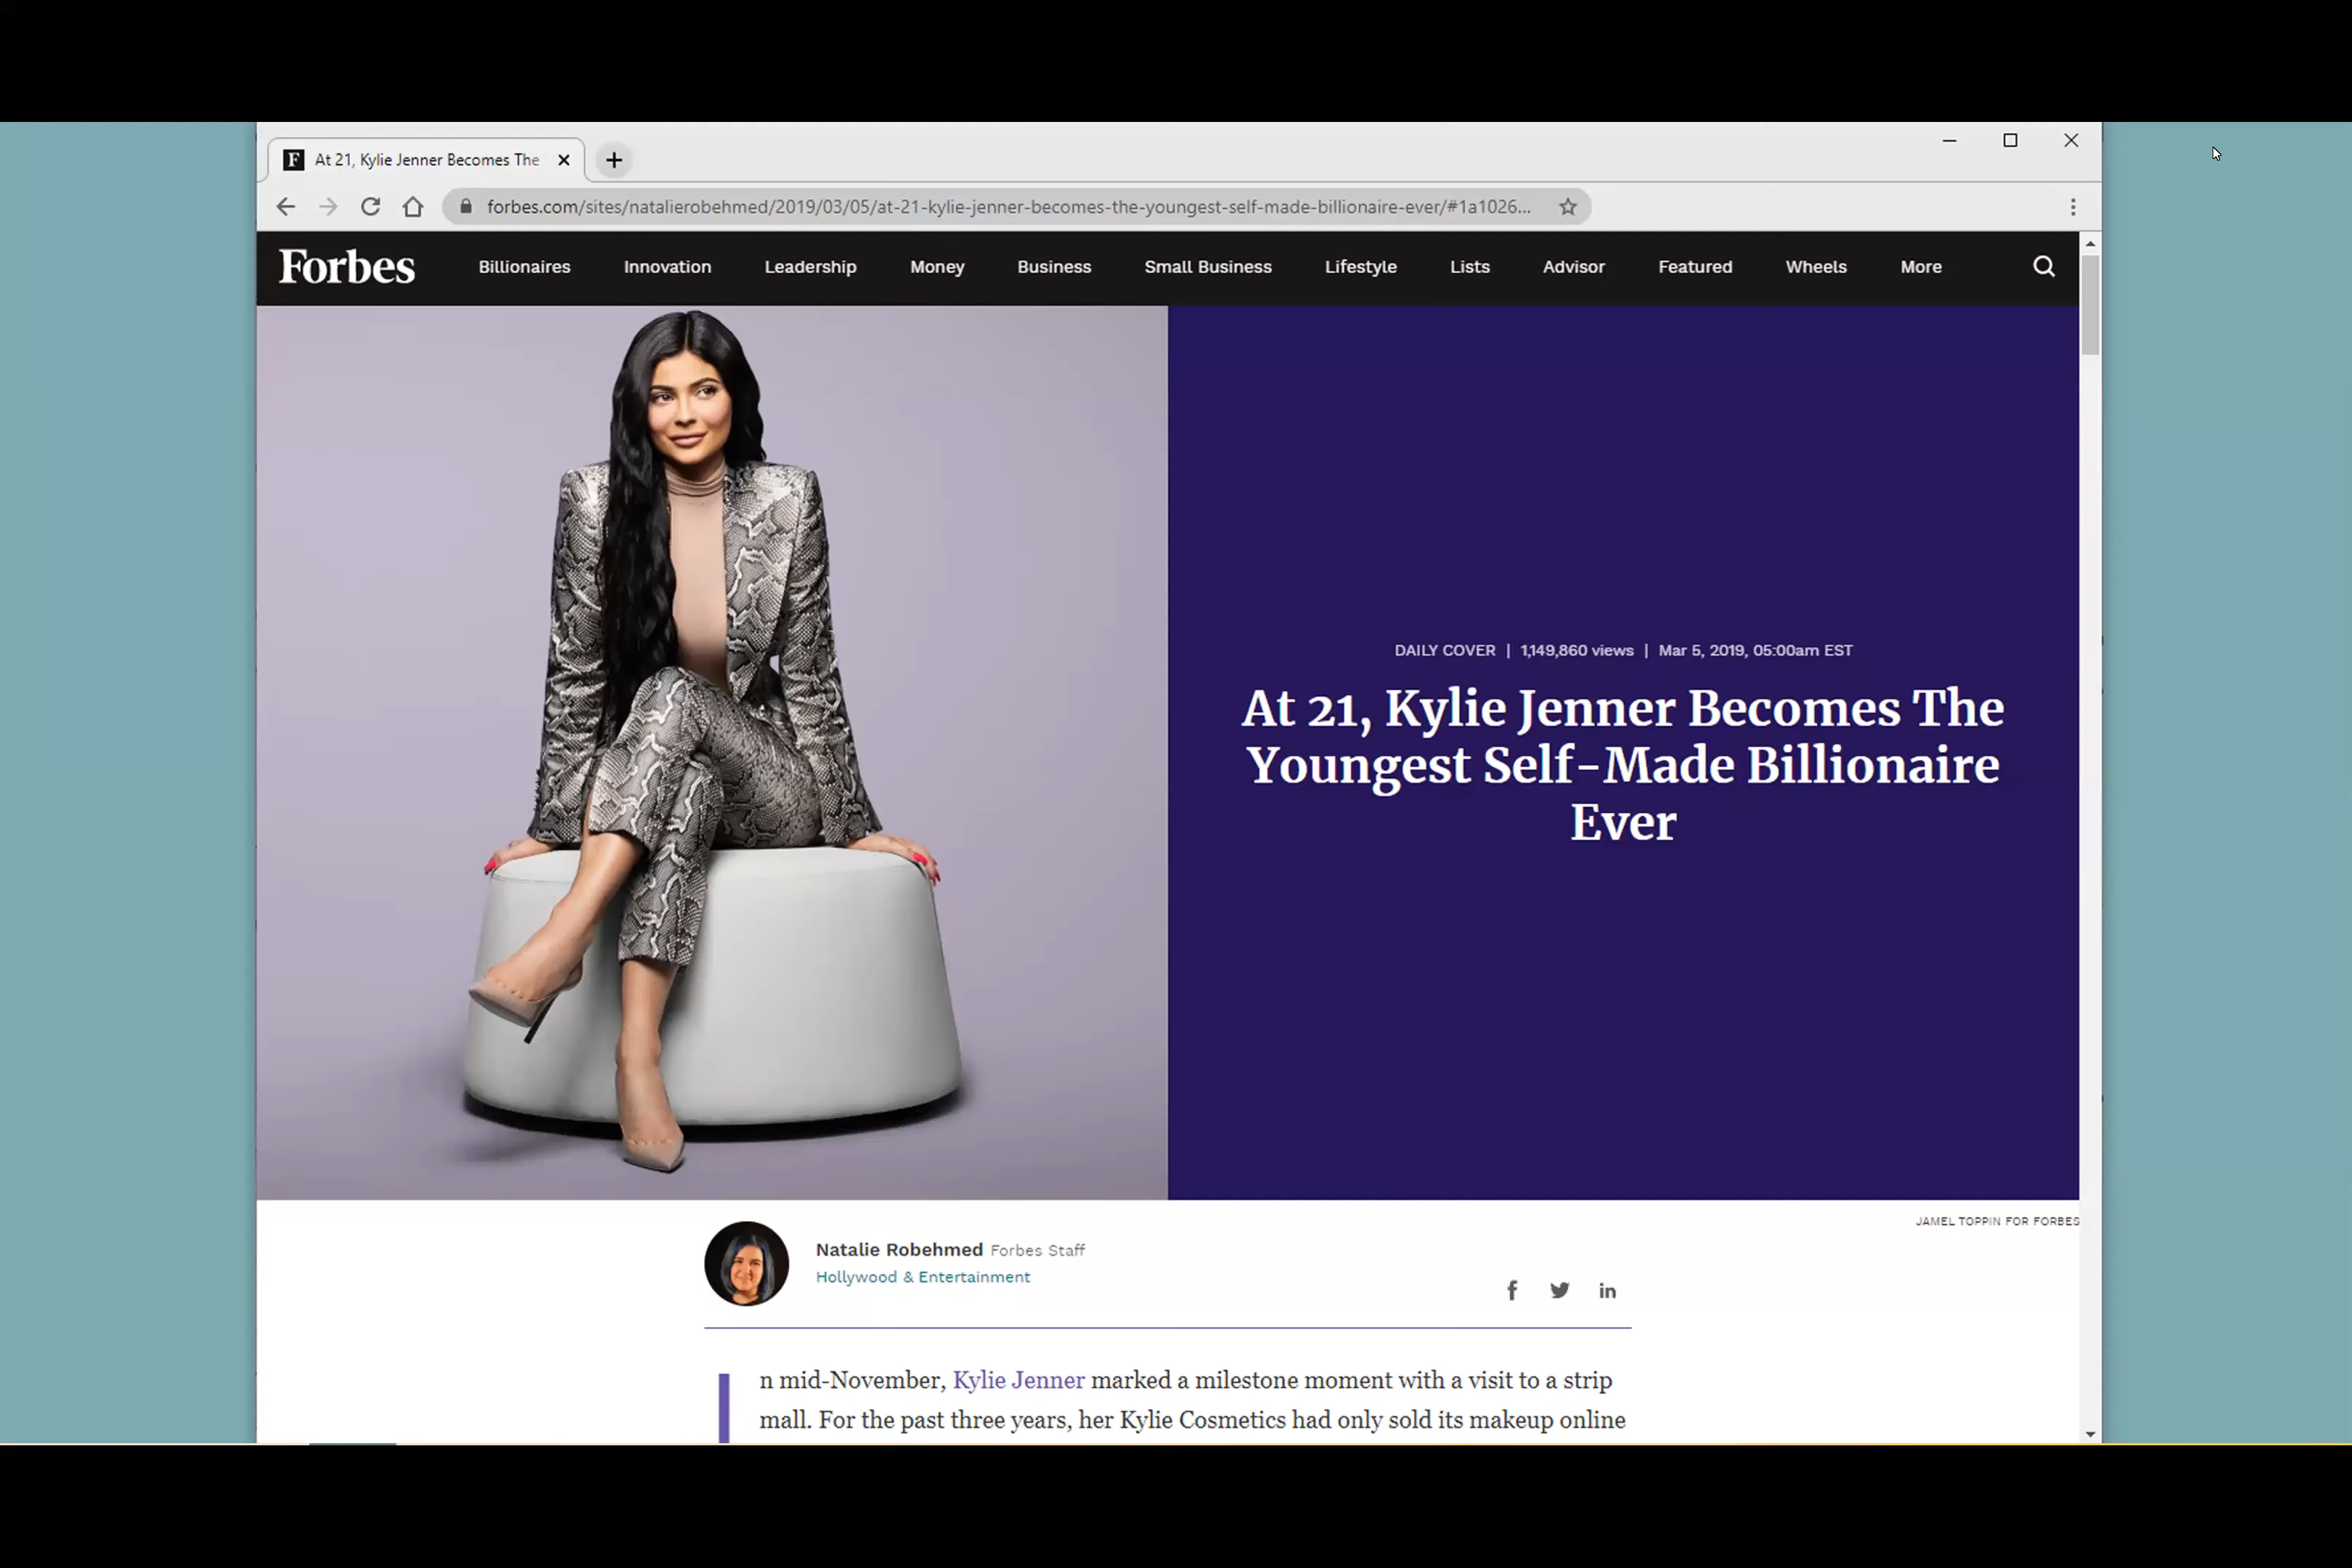 At 21, Kylie Jenner Becomes The
forbes.com/sites/natalierobehmed/2019/03/05/at-21-kylie-jenner-becomes-the-youngest-self-made-billionaire-ever/#1a1026...
Forbes Billionaires Innovation Leadership Money Business Small Business Lifestyle Lists Advisor Featured Wheels More
DAILY COVER | 1,149,860 views | Mar 5, 2019, 05:00am EST
At 21, Kylie Jenner Becomes The
Youngest Self-Made Billionaire
Ever
JAMEL TOPPIN FOR FORBES
Natalie Robehmed Forbes Staff
Hollywood & Entertainment
In mid-November, Kylie Jenner marked a milestone moment with a visit to a strip
mall. For the past three years, her Kylie Cosmetics had only sold its makeup online